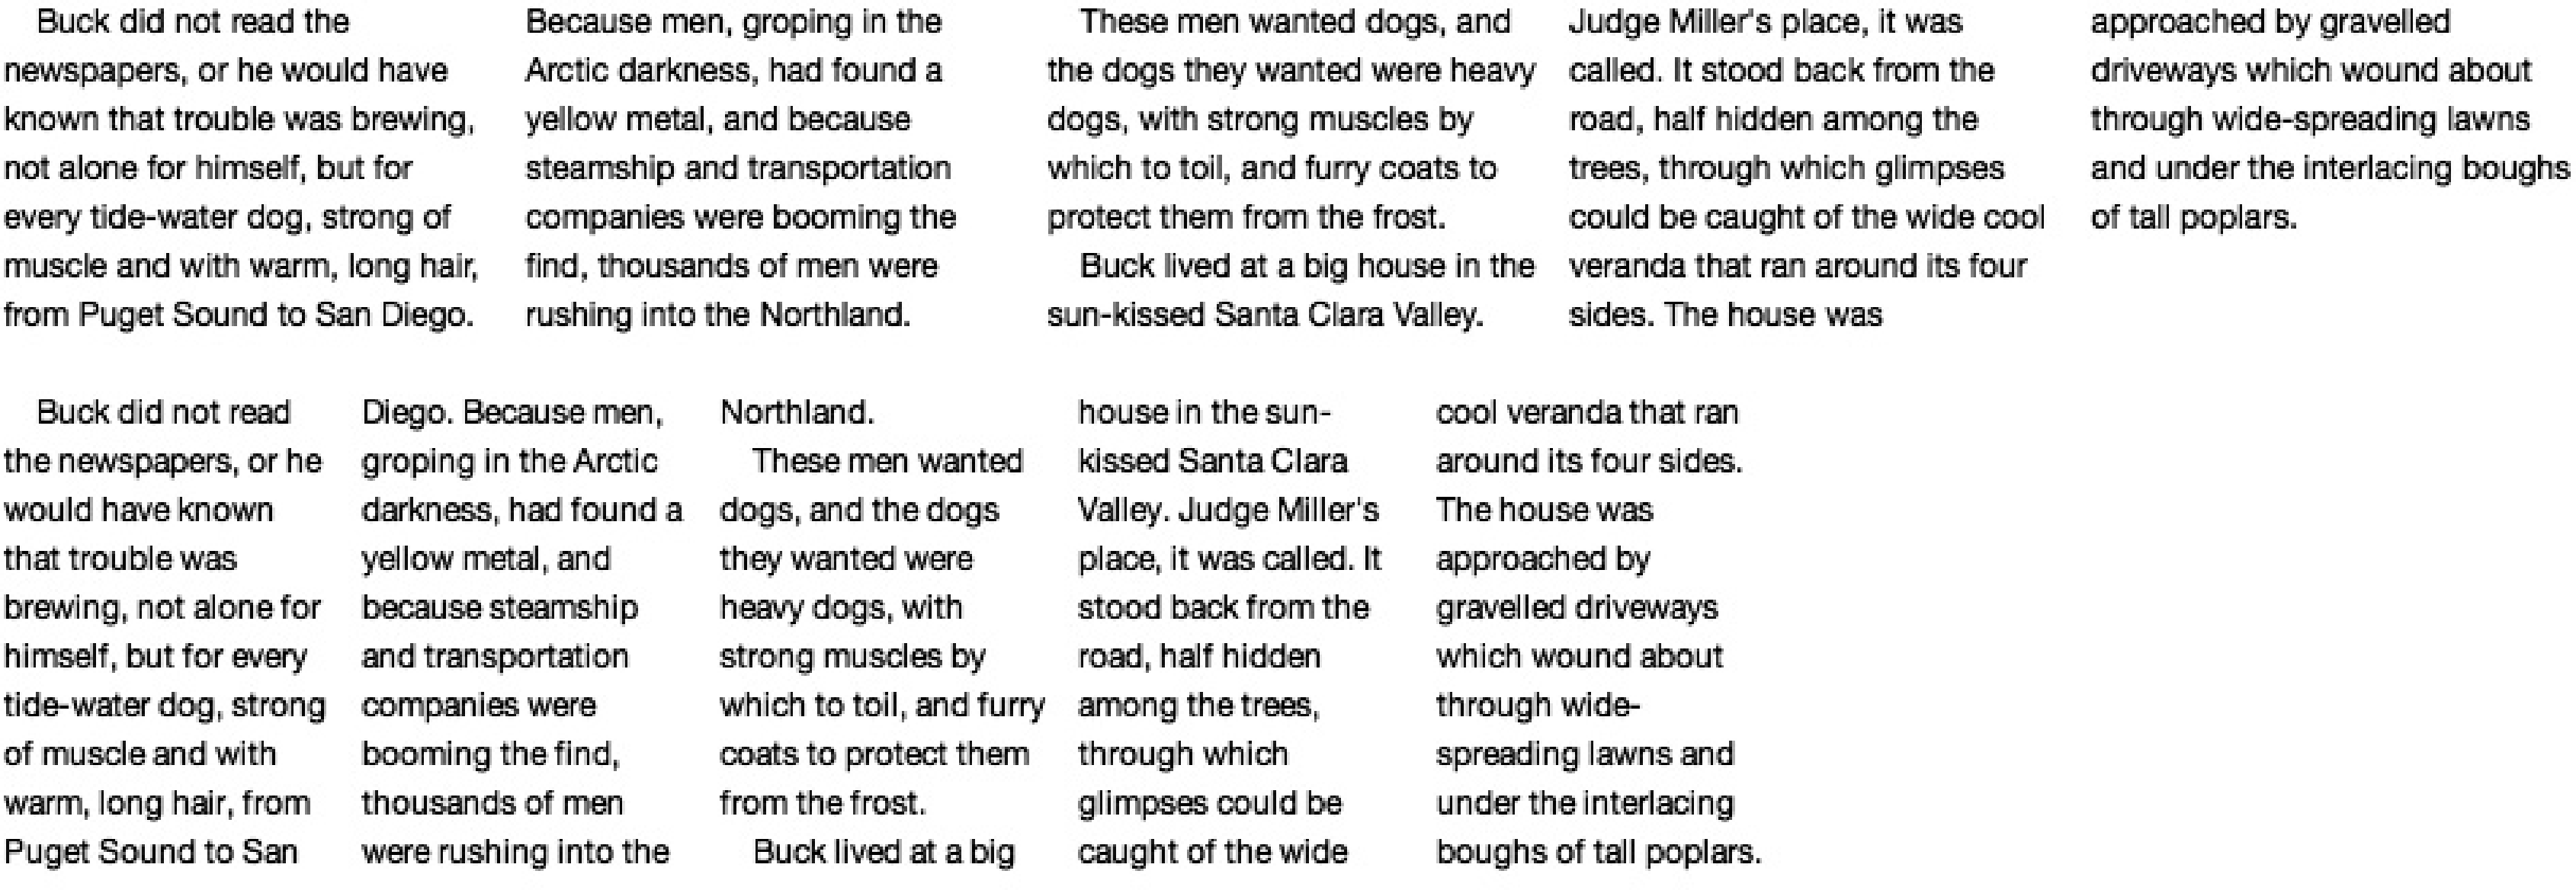 Buck did not read the
newspapers, or he would have
known that trouble was brewing,
not alone for himself, but for
every tide-water dog, strong of
muscle and with warm, long hair,
from Puget Sound to San Diego.
Because men, groping in the
Arctic darkness, had found a
yellow metal, and because
steamship and transportation
companies were booming the
find, thousands of men were
rushing into the Northland.
These men wanted dogs, and
the dogs they wanted were heavy
dogs, with strong muscles by
which to toil, and furry coats to
protect them from the frost.
Buck lived at a big house in the
sun-kissed Santa Clara Valley.
Judge Miller's place, it was
called. It stood back from the
road, half hidden among the
trees, through which glimpses
could be caught of the wide cool
veranda that ran around its four
sides. The house was
approached by gravelled
driveways which wound about
through wide-spreading lawns
and under the interlacing boughs
of tall poplars.
Buck did not read
the newspapers, or he
would have known
that trouble was
brewing, not alone for
himself, but for every
tide-water dog, strong
of muscle and with
warm, long hair, from
Puget Sound to San
Diego. Because men,
groping in the Arctic
darkness, had found a
yellow metal, and
because steamship
and transportation
companies were
booming the find,
thousands of men
were rushing into the
Northland.
These men wanted
dogs, and the dogs
they wanted were
heavy dogs, with
strong muscles by
which to toil, and furry
coats to protect them
from the frost.
Buck lived at a big
house in the sun-
kissed Santa Clara
Valley. Judge Miller's
place, it was called. It
stood back from the
road, half hidden
among the trees,
through which
glimpses could be
caught of the wide
cool veranda that ran
around its four sides.
The house was
approached by
gravelled driveways
which wound about
through wide-
spreading lawns and
under the interlacing
boughs of tall poplars.